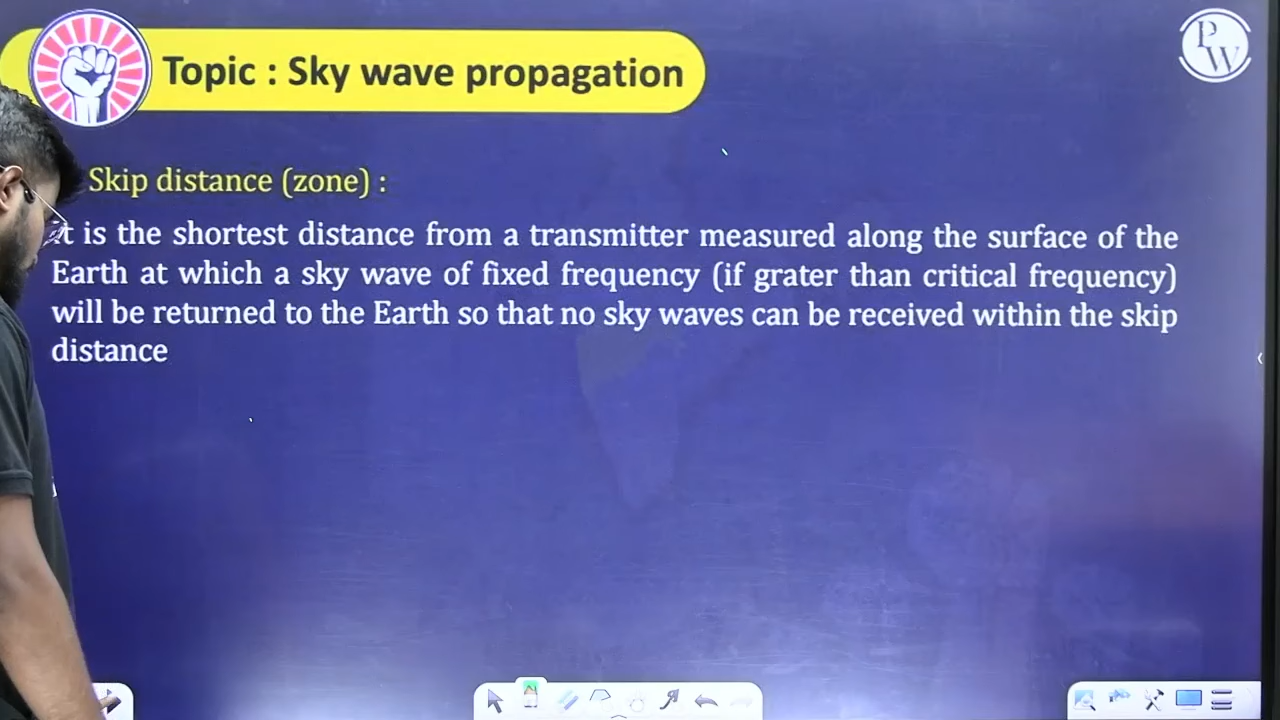 PW
Topic : Sky wave propagation
Skip distance (zone) :
It is the shortest distance from a transmitter measured along the surface of the
Earth at which a sky wave of fixed frequency (if grater than critical frequency)
will be returned to the Earth so that no sky waves can be received within the skip
distance